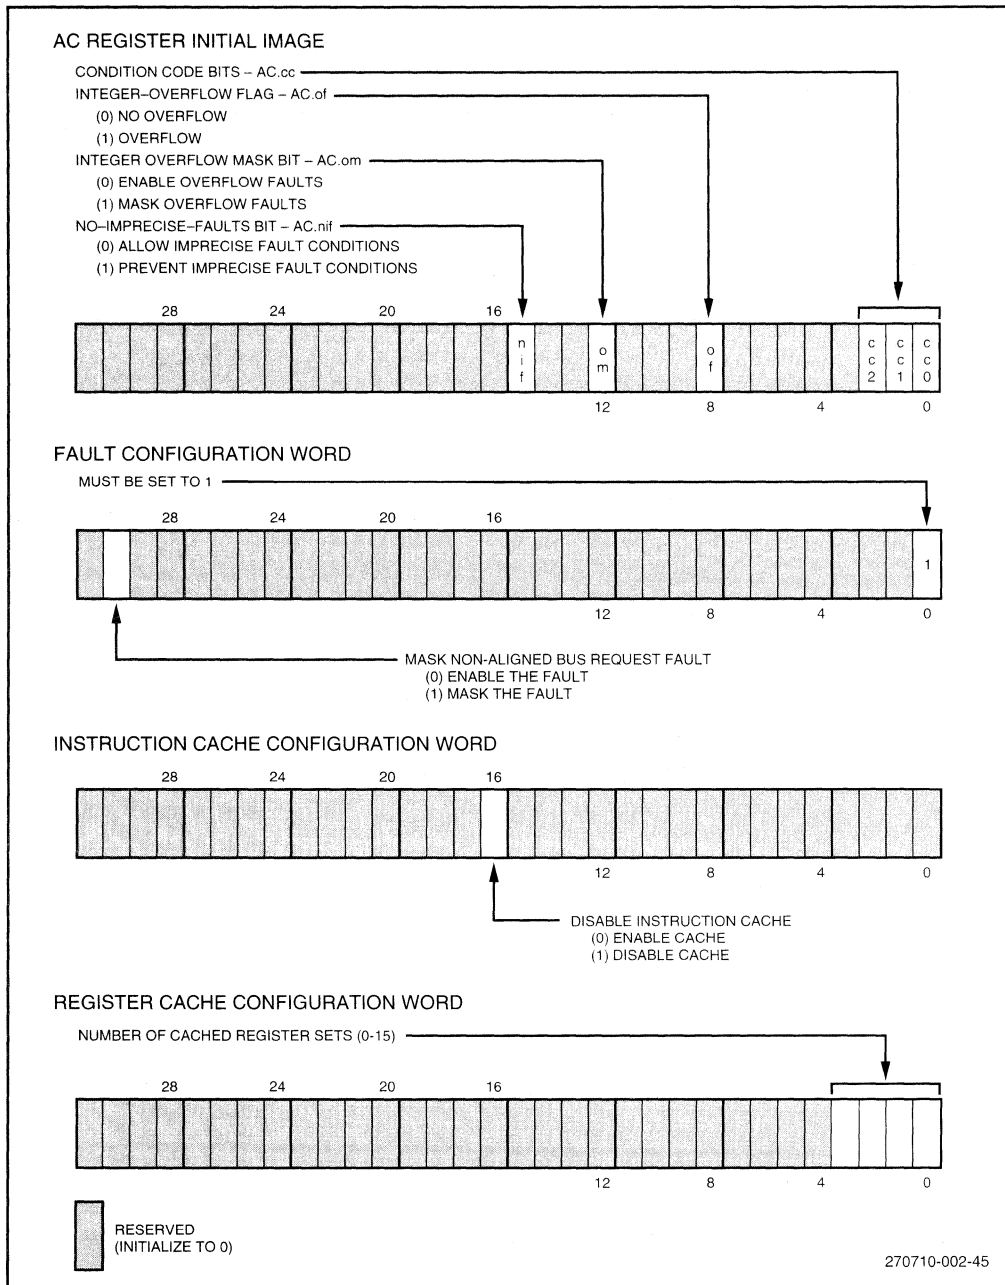 AC REGISTER INITIAL IMAGE
CONDITION CODE BITS – AC.cc
INTEGER–OVERFLOW FLAG – AC.of
(0) NO OVERFLOW
(1) OVERFLOW
INTEGER OVERFLOW MASK BIT – AC.om
(0) ENABLE OVERFLOW FAULTS
(1) MASK OVERFLOW FAULTS
NO–IMPRECISE–FAULTS BIT – AC.nif
(0) ALLOW IMPRECISE FAULT CONDITIONS
(1) PREVENT IMPRECISE FAULT CONDITIONS
28 24 20 16
nif om of cc2 cc1 cc0
12 8 4 0
FAULT CONFIGURATION WORD
MUST BE SET TO 1
28 24 20 16
1
12 8 4 0
MASK NON-ALIGNED BUS REQUEST FAULT
(0) ENABLE THE FAULT
(1) MASK THE FAULT
INSTRUCTION CACHE CONFIGURATION WORD
28 24 20 16
12 8 4 0
DISABLE INSTRUCTION CACHE
(0) ENABLE CACHE
(1) DISABLE CACHE
REGISTER CACHE CONFIGURATION WORD
NUMBER OF CACHED REGISTER SETS (0-15)
28 24 20 16
12 8 4 0
RESERVED
(INITIALIZE TO 0)
270710-002-45